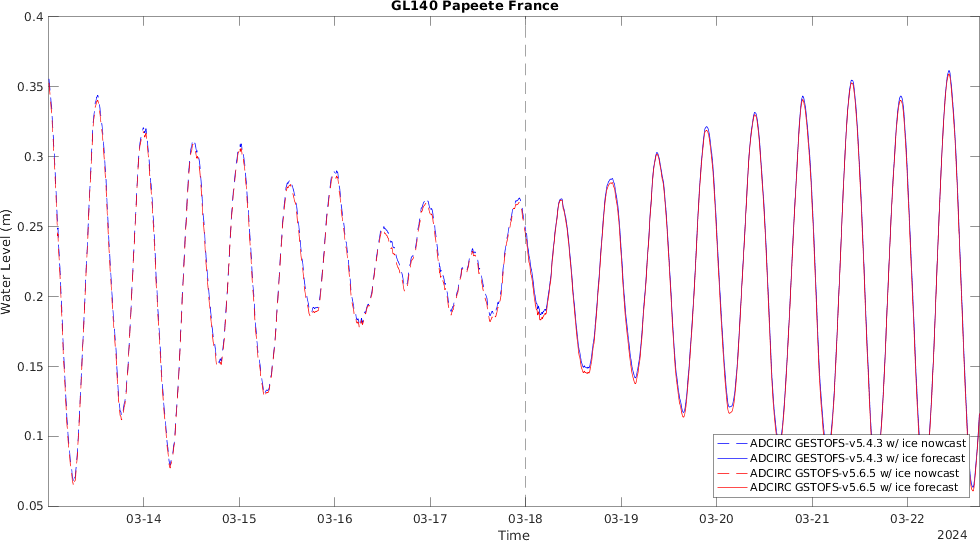 GL140 Papeete France
0.4
0.35
0.3
0.25
0.2
0.15
0.1
0.05
Water Level (m)
ADCIRC GESTOFS-v5.4.3 w/ ice nowcast
ADCIRC GESTOFS-v5.4.3 w/ ice forecast
ADCIRC GSTOFS-v5.6.5 w/ ice nowcast
ADCIRC GSTOFS-v5.6.5 w/ ice forecast
03-14 03-15 03-16 03-17 03-18 03-19 03-20 03-21 03-22
Time
2024